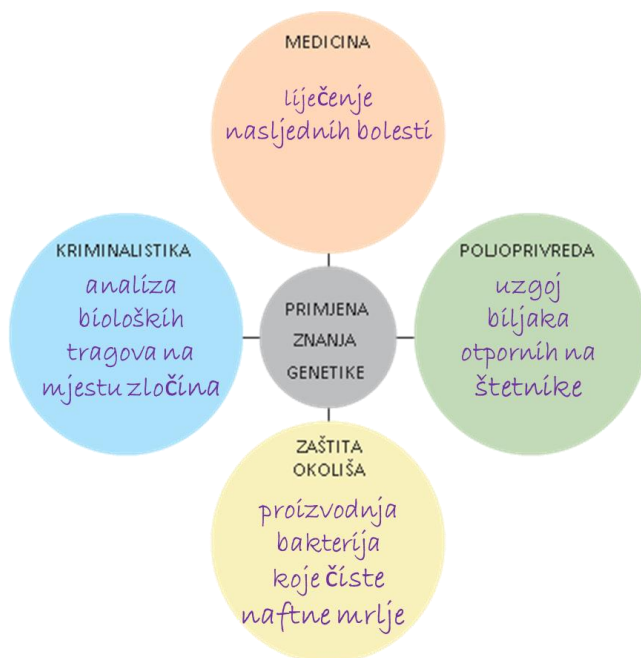 MEDICINA
liječenje
nasljednih bolesti
KRIMINALISTIKA
analiza
bioloških
tragova na
mjestu zločina
PRIMJENA
ZNANJA
GENETIKE
POLJOPRIVREDA
uzgoj
biljaka
otpornih na
štetnike
ZAŠTITA
OKOLIŠA
proizvodnja
bakterija
koje čiste
naftne mrlje